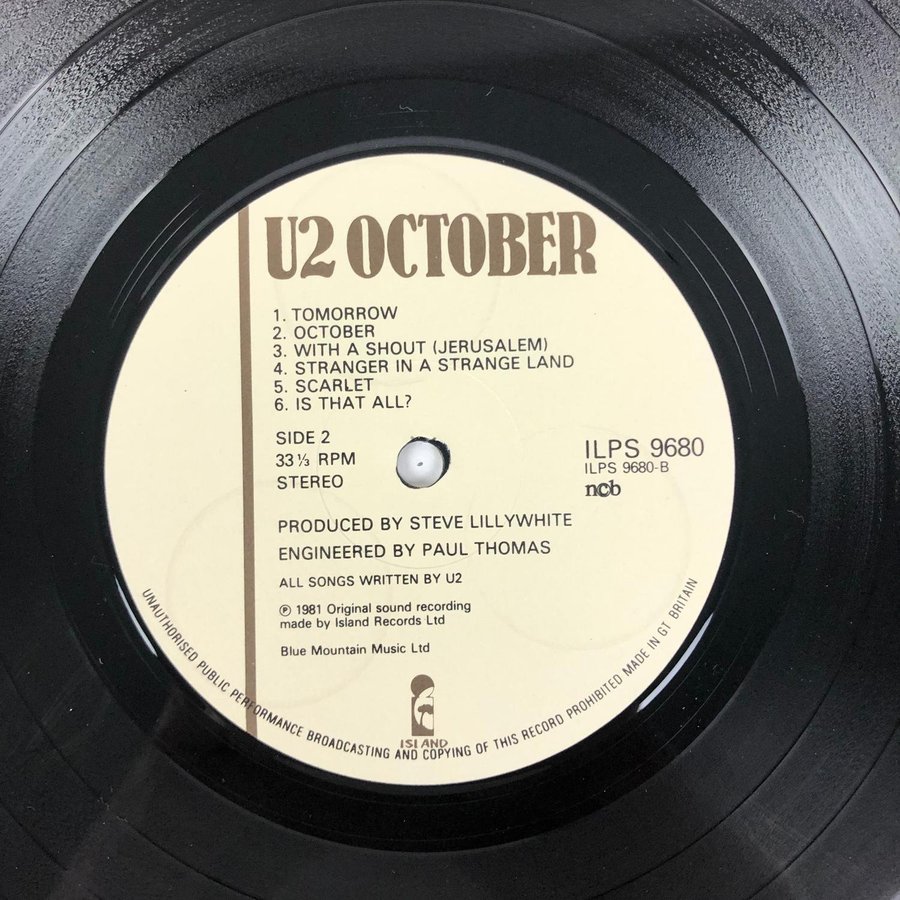 U2 OCTOBER
1. TOMORROW
2. OCTOBER
3. WITH A SHOUT (JERUSALEM)
4. STRANGER IN A STRANGE LAND
5. SCARLET
6. IS THAT ALL?
SIDE 2
33⅓ RPM
STEREO
ILPS 9680
ILPS 9680-B
ncb
PRODUCED BY STEVE LILLYWHITE
ENGINEERED BY PAUL THOMAS
ALL SONGS WRITTEN BY U2
℗ 1981 Original sound recording
made by Island Records Ltd
Blue Mountain Music Ltd
ISLAND
UNAUTHORISED PUBLIC PERFORMANCE BROADCASTING AND COPYING OF THIS RECORD PROHIBITED MADE IN GT BRITAIN